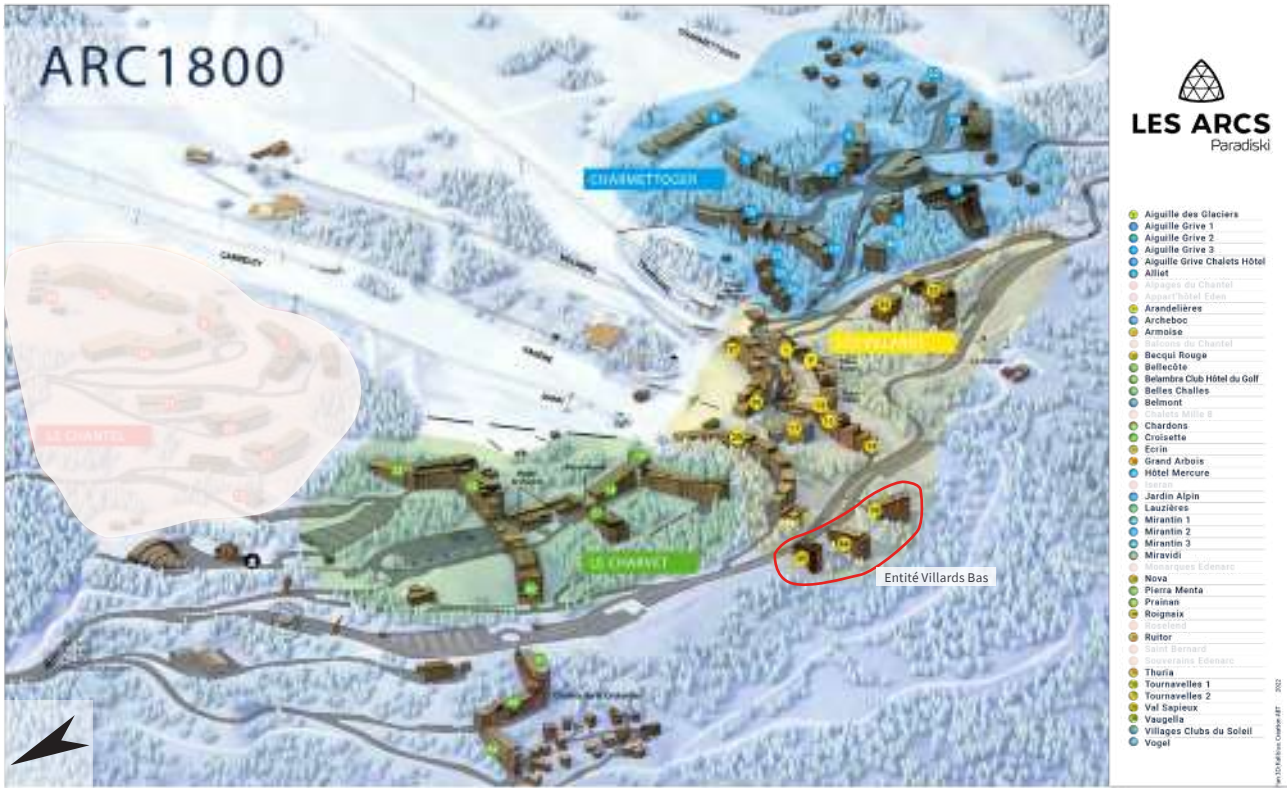 ARC1800
CHARMETTOGER
CHARMETTOGER
CARRELEY
VILLARDS
LE CHANTEL
LE CHARVET
Entité Villards Bas
LES ARCS
Paradiski
Aiguille des Glaciers
Aiguille Grive 1
Aiguille Grive 2
Aiguille Grive 3
Aiguille Grive Chalets Hôtel
Alliet
Alpages du Chantel
Appart'hôtel Eden
Arandelières
Archeboc
Armoise
Balcons du Chantel
Becqui Rouge
Bellecôte
Belambra Club Hôtel du Golf
Belles Challes
Belmont
Chalets Mille 8
Chardons
Croisette
Ecrin
Grand Arbois
Hôtel Mercure
Iseran
Jardin Alpin
Lauzières
Mirantin 1
Mirantin 2
Mirantin 3
Miravidi
Monarques Edenarc
Nova
Pierra Menta
Prainan
Roignaix
Roselend
Ruitor
Saint Bernard
Souverains Edenarc
Thuria
Tournavelles 1
Tournavelles 2
Val Sapieux
Vaugella
Villages Clubs du Soleil
Vogel
2022